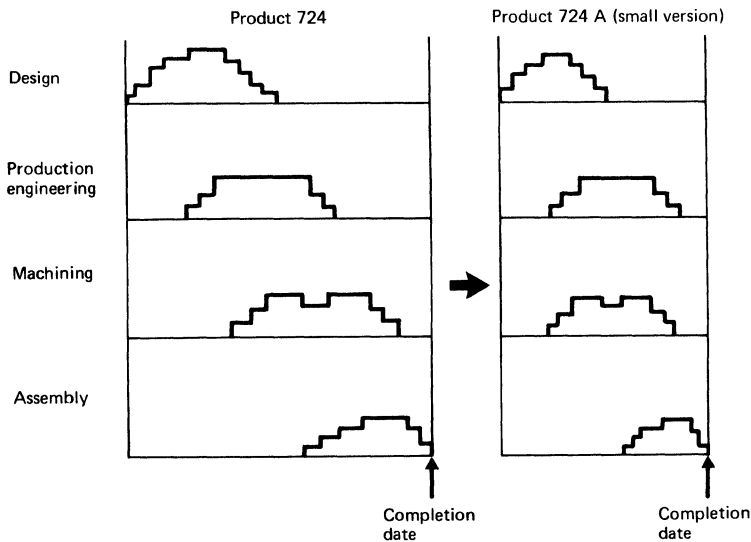 Product 724
Product 724 A (small version)
Design
Production
engineering
Machining
Assembly
Completion
date
Completion
date